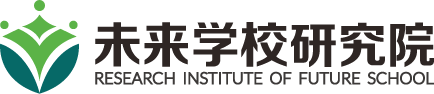 未来学校研究院
RESEARCH INSTITUTE OF FUTURE SCHOOL